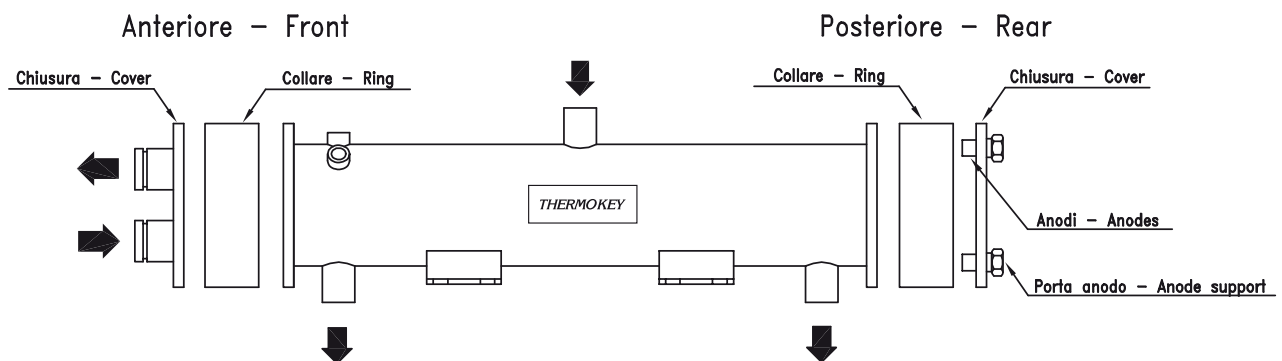 Anteriore - Front
Posteriore - Rear
Chiusura - Cover
Collare - Ring
Collare - Ring
Chiusura - Cover
THERMOKEY
Anodi - Anodes
Porta anodo - Anode support